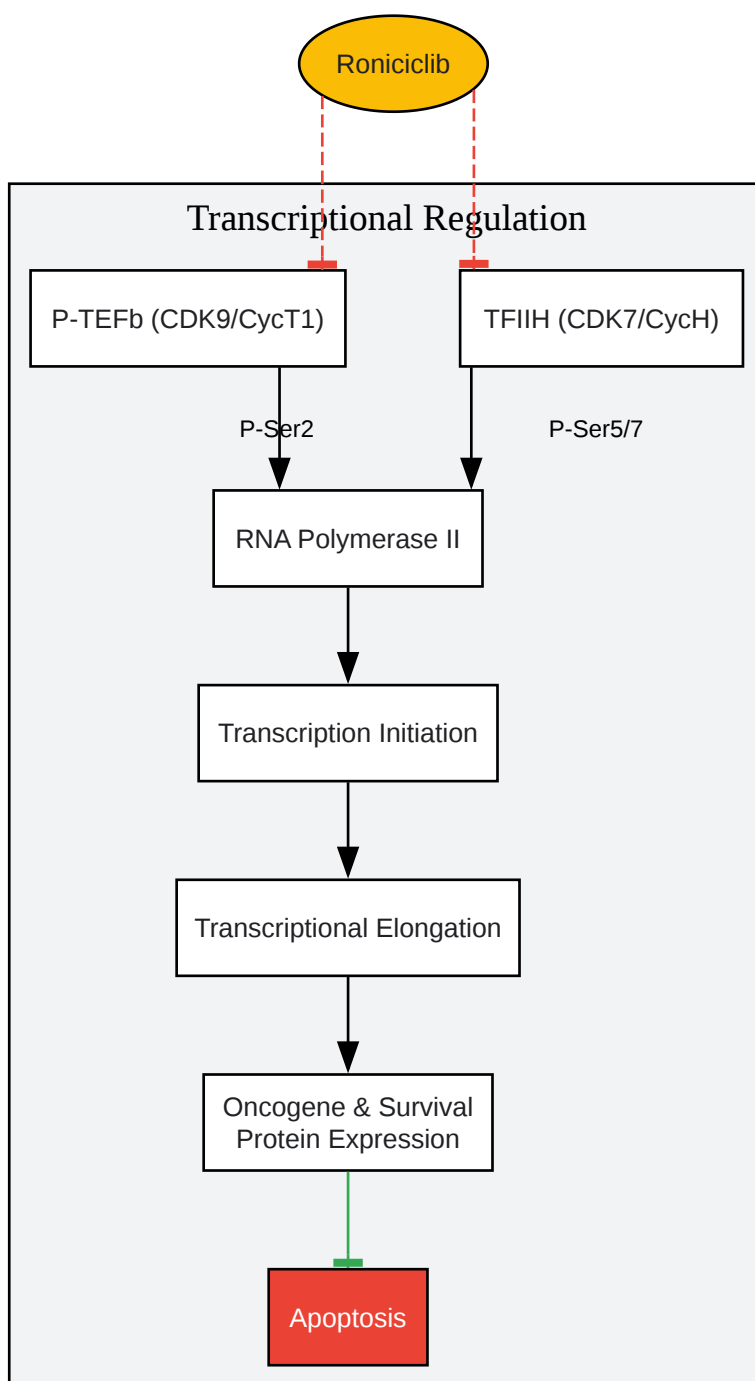 Roniciclib
Transcriptional Regulation
P-TEFb (CDK9/CycT1)
TFIIH (CDK7/CycH)
P-Ser2
P-Ser5/7
RNA Polymerase II
Transcription Initiation
Transcriptional Elongation
Oncogene & Survival
Protein Expression
Apoptosis